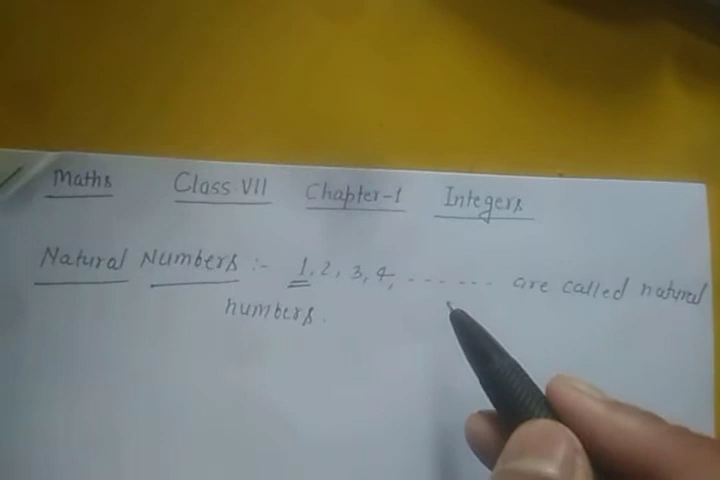 Maths Class VII Chapter-1 Integers
Natural Numbers :- 1, 2, 3, 4, ------ are called natural
numbers.